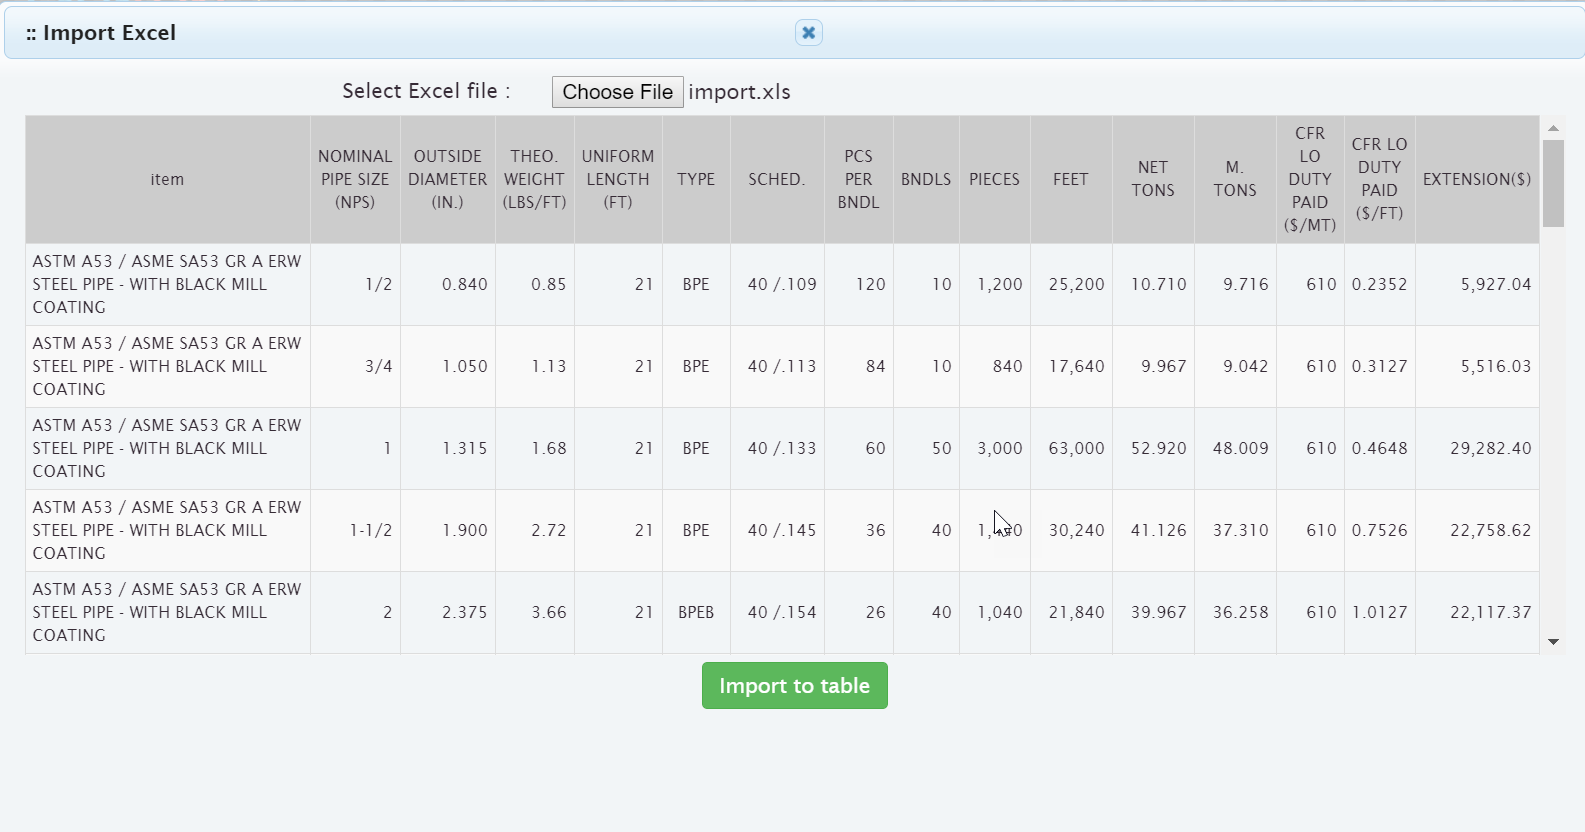 :: Import Excel
Select Excel file :
Choose File import.xls
item
NOMINAL
PIPE SIZE
(NPS)
OUTSIDE
DIAMETER
(IN.)
THEO.
WEIGHT
(LBS/FT)
UNIFORM
LENGTH
(FT)
TYPE
SCHED.
PCS
PER
BNDL
BNDLS
PIECES
FEET
NET
TONS
M.
TONS
CFR
LO
DUTY
PAID
($/MT)
CFR LO
DUTY
PAID
($/FT)
EXTENSION($)
ASTM A53 / ASME SA53 GR A ERW
STEEL PIPE - WITH BLACK MILL
COATING
1/2 0.840 0.85 21 BPE 40 /.109 120 10 1,200 25,200 10.710 9.716 610 0.2352 5,927.04
ASTM A53 / ASME SA53 GR A ERW
STEEL PIPE - WITH BLACK MILL
COATING
3/4 1.050 1.13 21 BPE 40 /.113 84 10 840 17,640 9.967 9.042 610 0.3127 5,516.03
ASTM A53 / ASME SA53 GR A ERW
STEEL PIPE - WITH BLACK MILL
COATING
1 1.315 1.68 21 BPE 40 /.133 60 50 3,000 63,000 52.920 48.009 610 0.4648 29,282.40
ASTM A53 / ASME SA53 GR A ERW
STEEL PIPE - WITH BLACK MILL
COATING
1-1/2 1.900 2.72 21 BPE 40 /.145 36 40 30,240 41.126 37.310 610 0.7526 22,758.62
ASTM A53 / ASME SA53 GR A ERW
STEEL PIPE - WITH BLACK MILL
COATING
2 2.375 3.66 21 BPEB 40 /.154 26 40 1,040 21,840 39.967 36.258 610 1.0127 22,117.37
Import to table